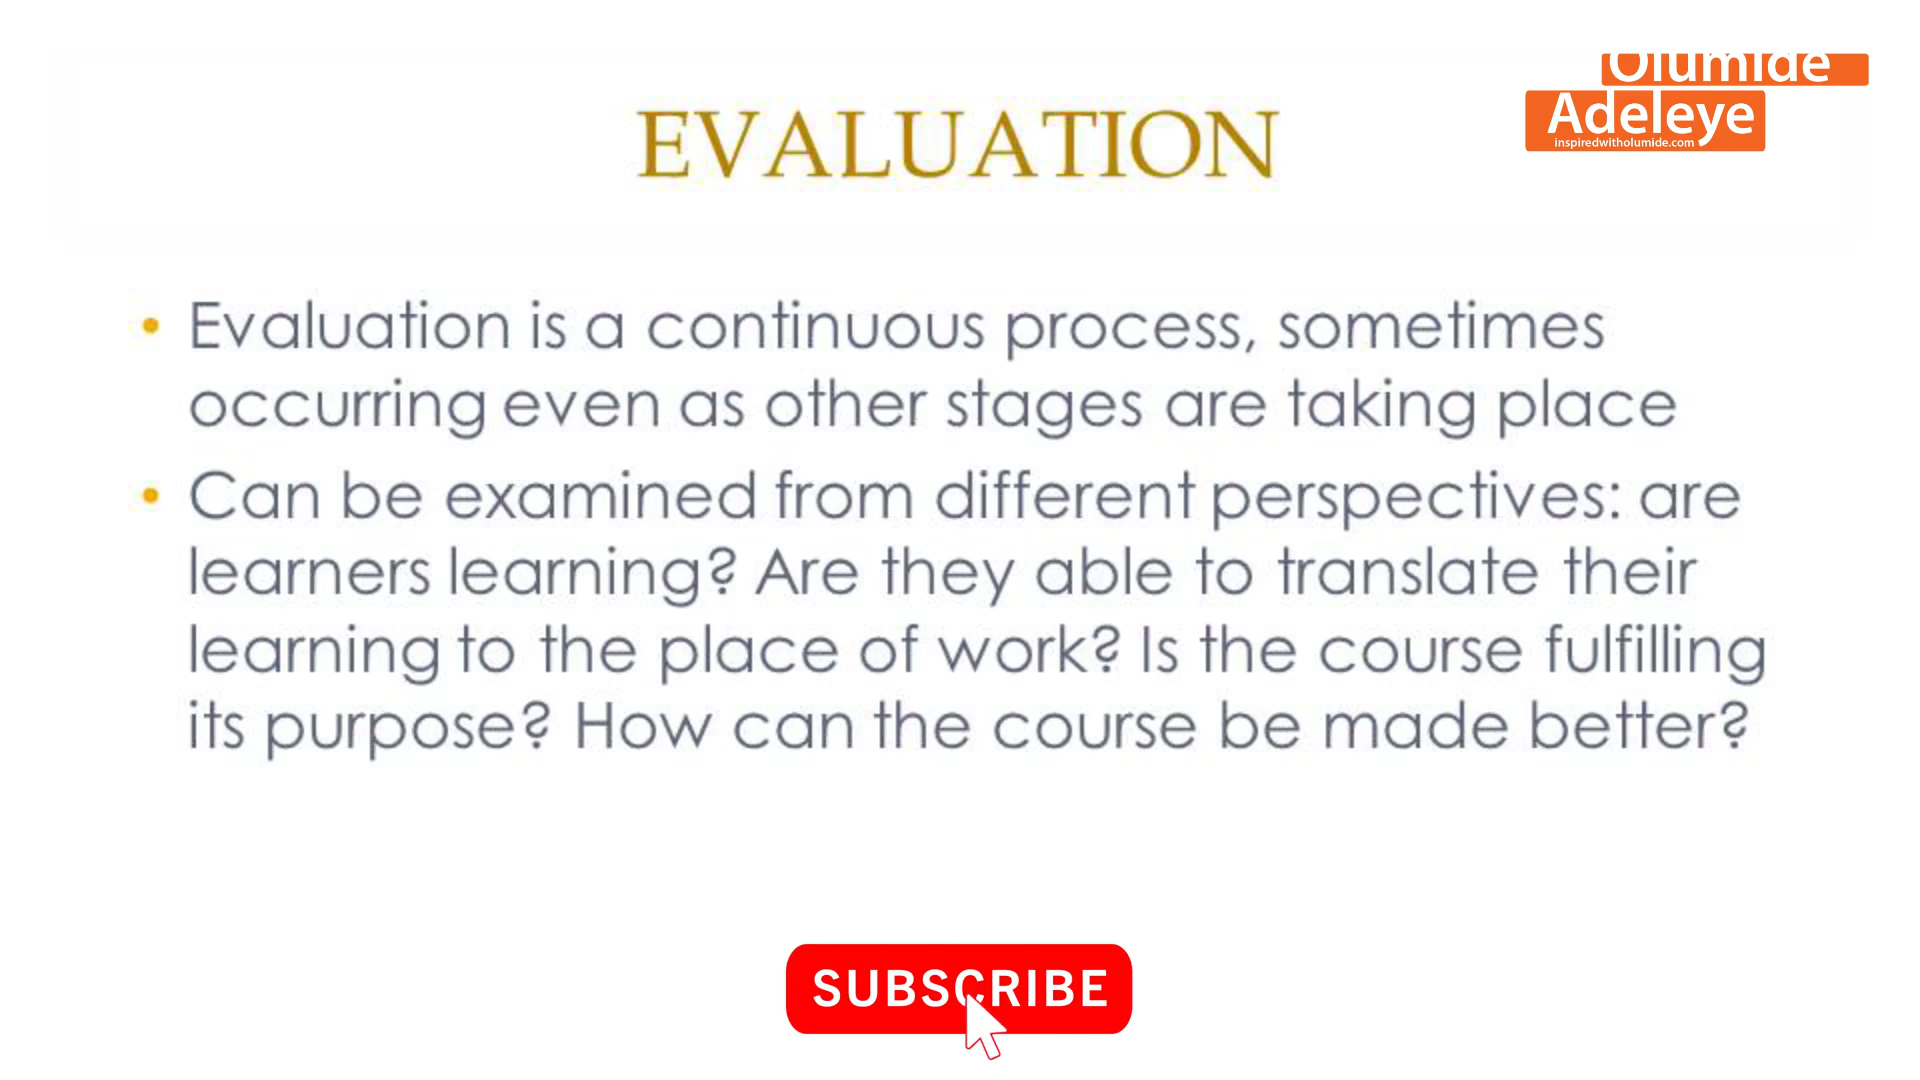 Olumide
Adeleye
inspiredwitholumide.com
EVALUATION
• Evaluation is a continuous process, sometimes
occurring even as other stages are taking place
• Can be examined from different perspectives: are
learners learning? Are they able to translate their
learning to the place of work? Is the course fulfilling
its purpose? How can the course be made better?
SUBSCRIBE